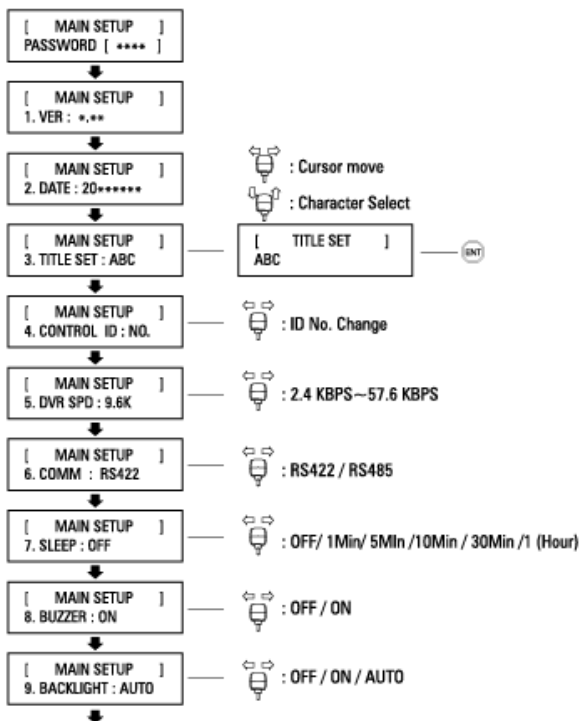 [ MAIN SETUP ]
PASSWORD [ **** ]
[ MAIN SETUP ]
1. VER : *.**
[ MAIN SETUP ]
2. DATE : 20******
: Cursor move
: Character Select
[ MAIN SETUP ]
3. TITLE SET : ABC
[ TITLE SET ]
ABC
ENT
[ MAIN SETUP ]
4. CONTROL ID : NO.
: ID No. Change
[ MAIN SETUP ]
5. DVR SPD : 9.6K
: 2.4 KBPS~57.6 KBPS
[ MAIN SETUP ]
6. COMM : RS422
: RS422 / RS485
[ MAIN SETUP ]
7. SLEEP : OFF
: OFF/ 1Min/ 5MIn /10Min / 30Min /1 (Hour)
[ MAIN SETUP ]
8. BUZZER : ON
: OFF / ON
[ MAIN SETUP ]
9. BACKLIGHT : AUTO
: OFF / ON / AUTO